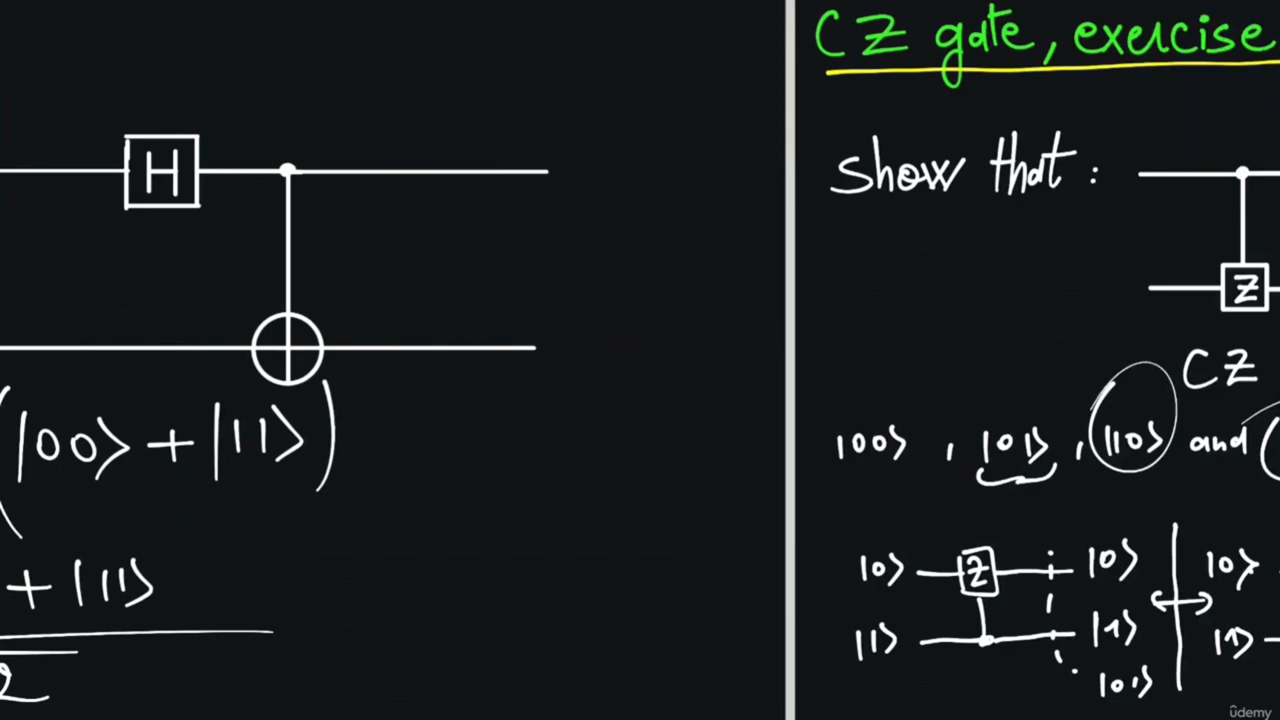 H
(|00⟩ + |11⟩)
+ |11⟩
2
CZ gate, exercise
Show that :
Z
CZ
|00⟩ , |01⟩ , |10⟩ and
|0⟩ Z |0⟩ |0⟩
|1⟩ |1⟩ |1⟩
|01⟩
ûdemy